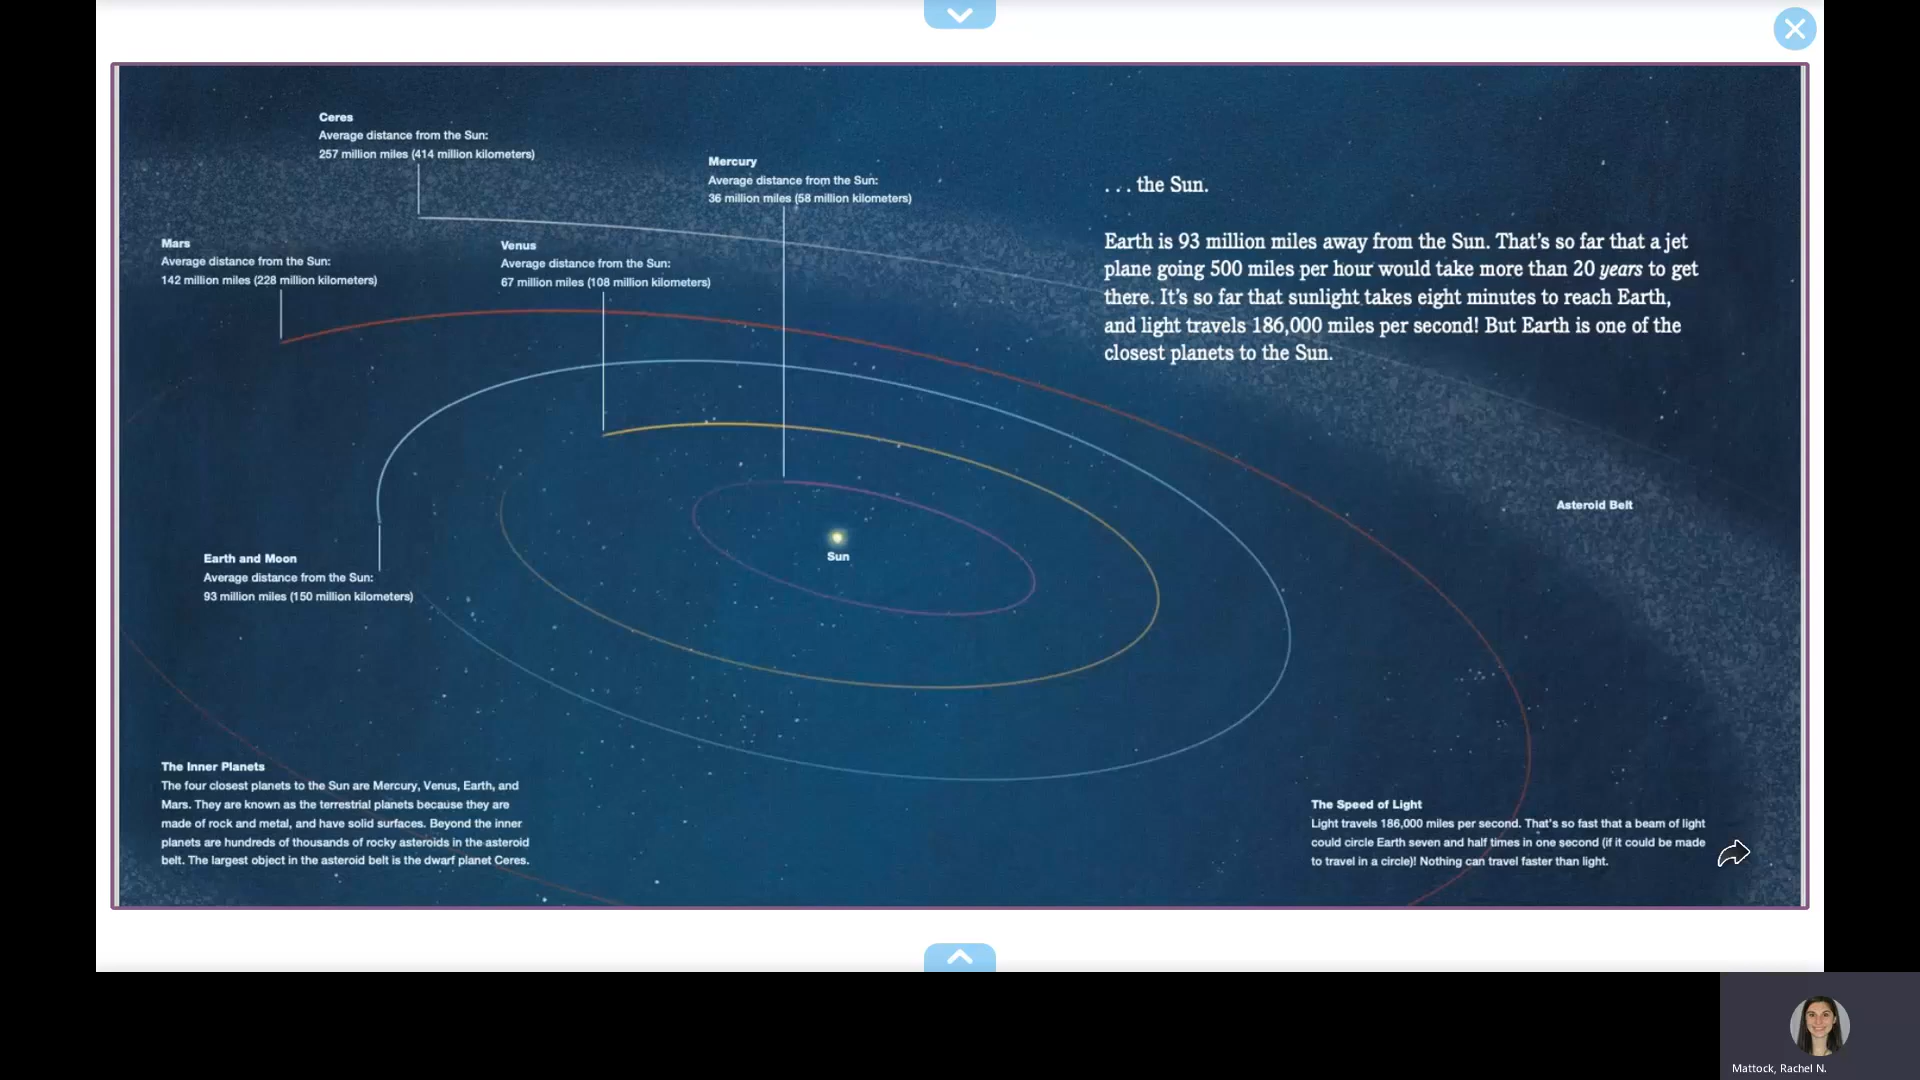 Ceres
Average distance from the Sun:
257 million miles (414 million kilometers)
Mercury
Average distance from the Sun:
36 million miles (58 million kilometers)
. . . the Sun.
Mars
Average distance from the Sun:
142 million miles (228 million kilometers)
Venus
Average distance from the Sun:
67 million miles (108 million kilometers)
Earth is 93 million miles away from the Sun. That's so far that a jet
plane going 500 miles per hour would take more than 20 years to get
there. It's so far that sunlight takes eight minutes to reach Earth,
and light travels 186,000 miles per second! But Earth is one of the
closest planets to the Sun.
Asteroid Belt
Sun
Earth and Moon
Average distance from the Sun:
93 million miles (150 million kilometers)
The Inner Planets
The four closest planets to the Sun are Mercury, Venus, Earth, and
Mars. They are known as the terrestrial planets because they are
made of rock and metal, and have solid surfaces. Beyond the inner
planets are hundreds of thousands of rocky asteroids in the asteroid
belt. The largest object in the asteroid belt is the dwarf planet Ceres.
The Speed of Light
Light travels 186,000 miles per second. That's so fast that a beam of light
could circle Earth seven and half times in one second (if it could be made
to travel in a circle)! Nothing can travel faster than light.
Mattock, Rachel N.